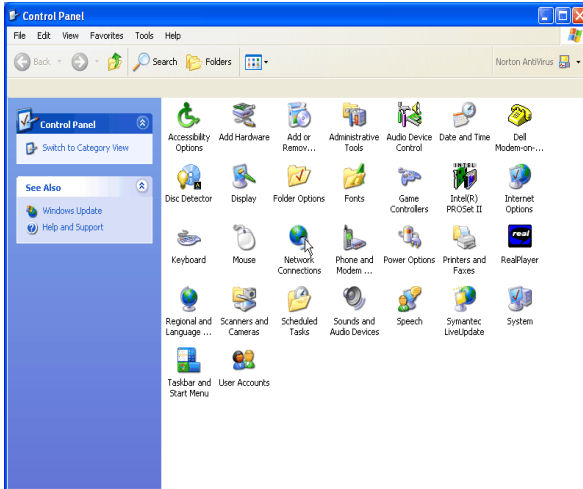 Control Panel
File Edit View Favorites Tools Help
Back Search Folders Norton AntiVirus
Control Panel
Switch to Category View
See Also
Windows Update
Help and Support
Accessibility Options
Add Hardware
Add or Remov...
Administrative Tools
Audio Device Control
Date and Time
Dell Modem-on-...
Disc Detector
Display
Folder Options
Fonts
Game Controllers
INTEL
Intel(R) PROSet II
Internet Options
Keyboard
Mouse
Network Connections
Phone and Modem ...
Power Options
Printers and Faxes
real
RealPlayer
Regional and Language ...
Scanners and Cameras
Scheduled Tasks
Sounds and Audio Devices
Speech
Symantec LiveUpdate
System
Taskbar and Start Menu
User Accounts